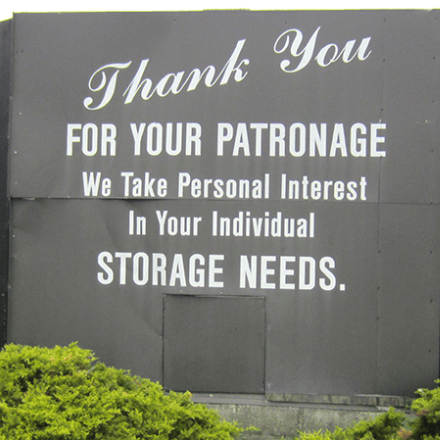 Thank You
FOR YOUR PATRONAGE
We Take Personal Interest
In Your Individual
STORAGE NEEDS.